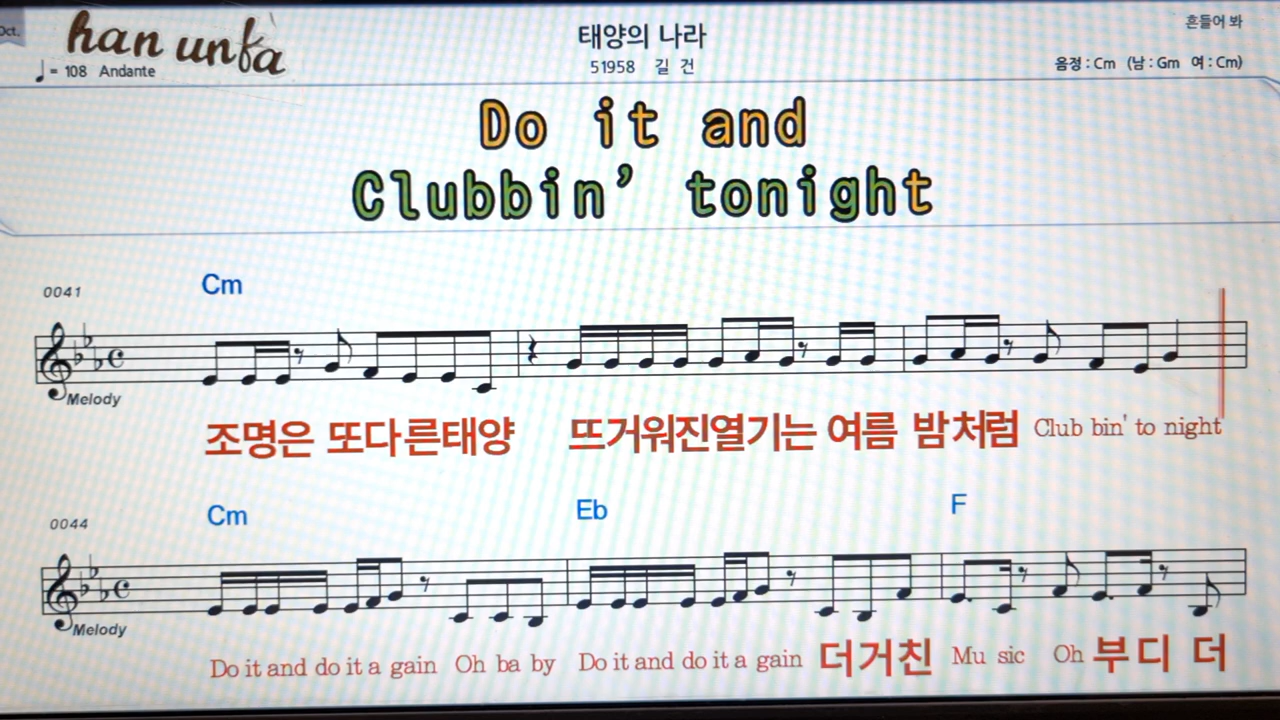 Oct.
han unfa
♩ = 108 Andante
태양의 나라
51958 길 건
흔들어 봐
음정 : Cm (남 : Gm 여 : Cm)
Do it and
Clubbin' tonight
0041
Cm
Melody
조명은 또다른태양 뜨거워진열기는 여름 밤처럼 Club bin' to night
0044
Cm Eb F
Melody
Do it and do it a gain Oh ba by Do it and do it a gain 더거친 Mu sic Oh 부디 더